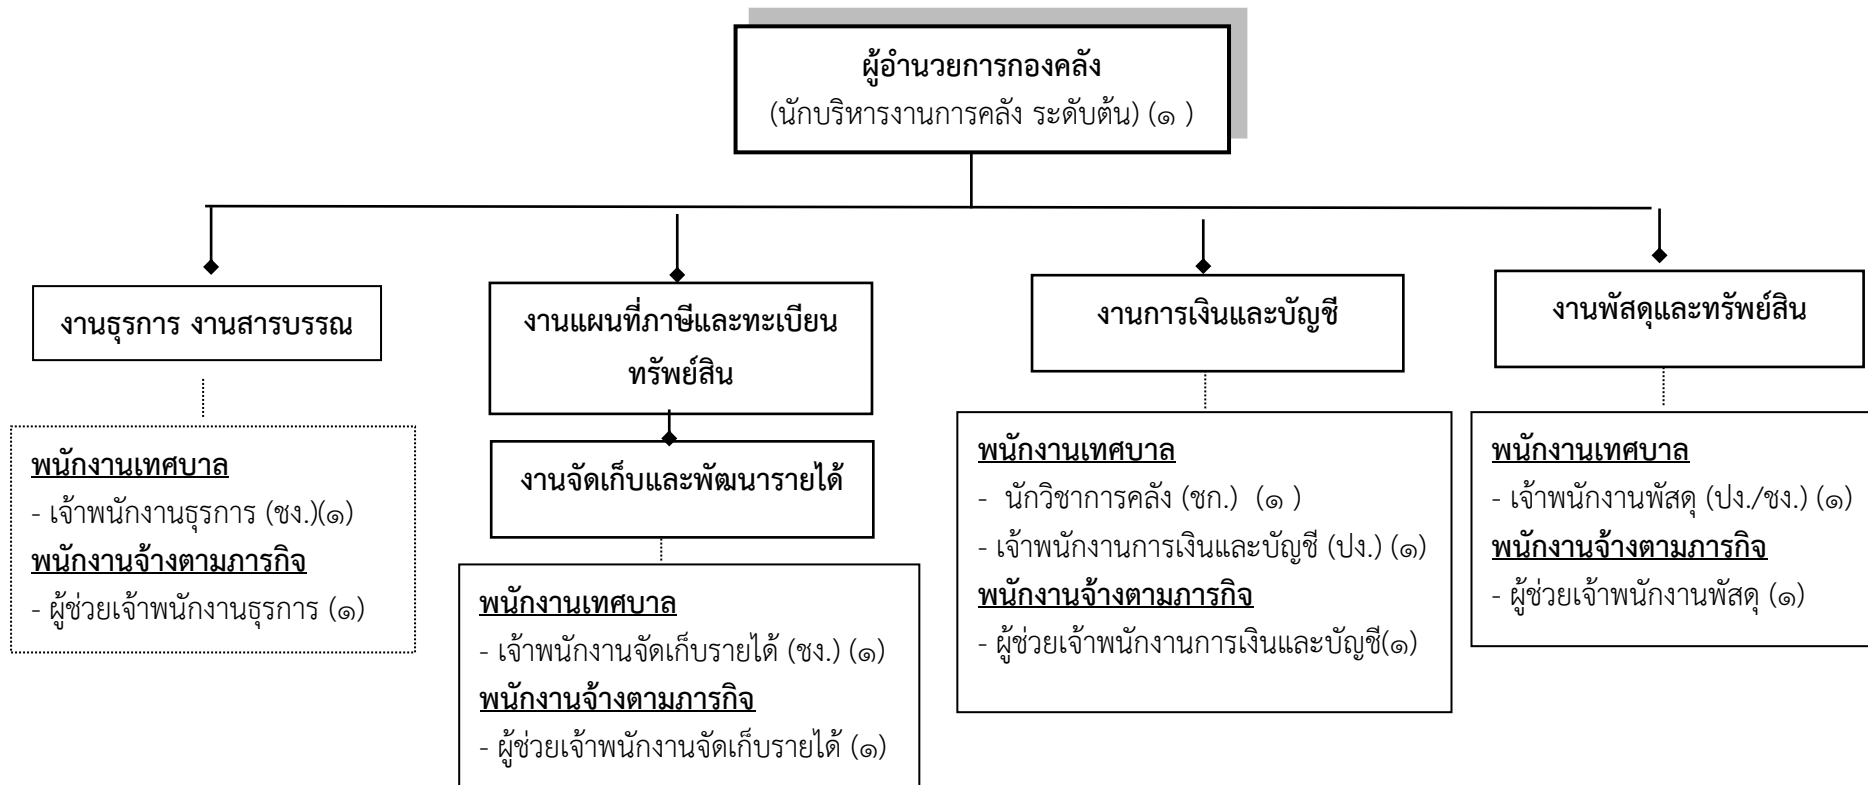 ผู้อำนวยการกองคลัง
(นักบริหารงานการคลัง ระดับต้น) (๑ )
งานธุรการ งานสารบรรณ
พนักงานเทศบาล
- เจ้าพนักงานธุรการ (ชง.)(๑)
พนักงานจ้างตามภารกิจ
- ผู้ช่วยเจ้าพนักงานธุรการ (๑)
งานแผนที่ภาษีและทะเบียน
ทรัพย์สิน
งานจัดเก็บและพัฒนารายได้
พนักงานเทศบาล
- เจ้าพนักงานจัดเก็บรายได้ (ชง.) (๑)
พนักงานจ้างตามภารกิจ
- ผู้ช่วยเจ้าพนักงานจัดเก็บรายได้ (๑)
งานการเงินและบัญชี
พนักงานเทศบาล
- นักวิชาการคลัง (ชก.) (๑ )
- เจ้าพนักงานการเงินและบัญชี (ปง.) (๑)
พนักงานจ้างตามภารกิจ
- ผู้ช่วยเจ้าพนักงานการเงินและบัญชี(๑)
งานพัสดุและทรัพย์สิน
พนักงานเทศบาล
- เจ้าพนักงานพัสดุ (ปง./ชง.) (๑)
พนักงานจ้างตามภารกิจ
- ผู้ช่วยเจ้าพนักงานพัสดุ (๑)